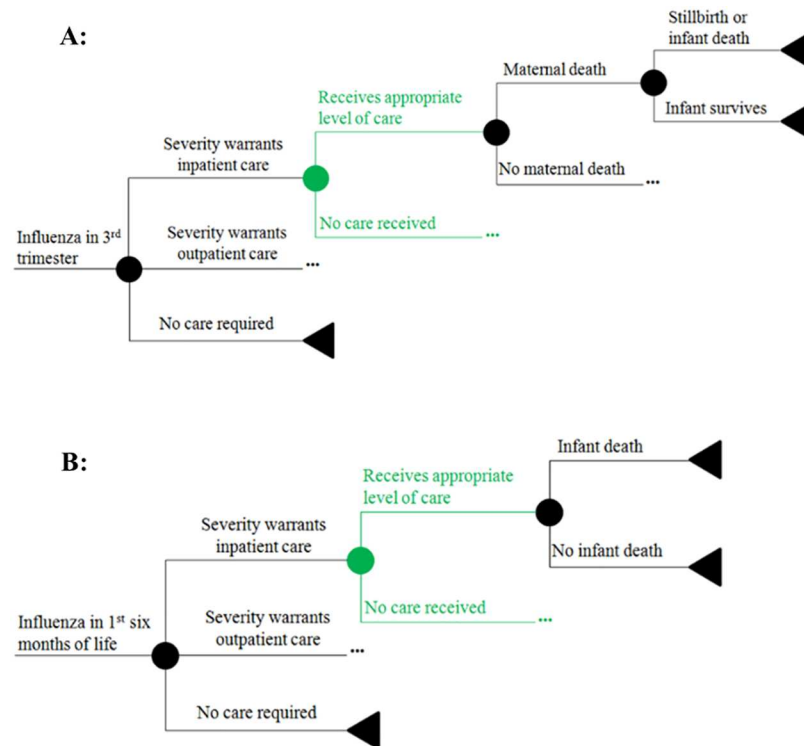 A:
Stillbirth or
infant death
Maternal death
Infant survives
Receives appropriate
level of care
No maternal death
...
Severity warrants
inpatient care
No care received
...
Influenza in 3rd
trimester
Severity warrants
outpatient care
...
No care required
B:
Infant death
Receives appropriate
level of care
No infant death
Severity warrants
inpatient care
No care received
...
Influenza in 1st six
months of life
Severity warrants
outpatient care
...
No care required